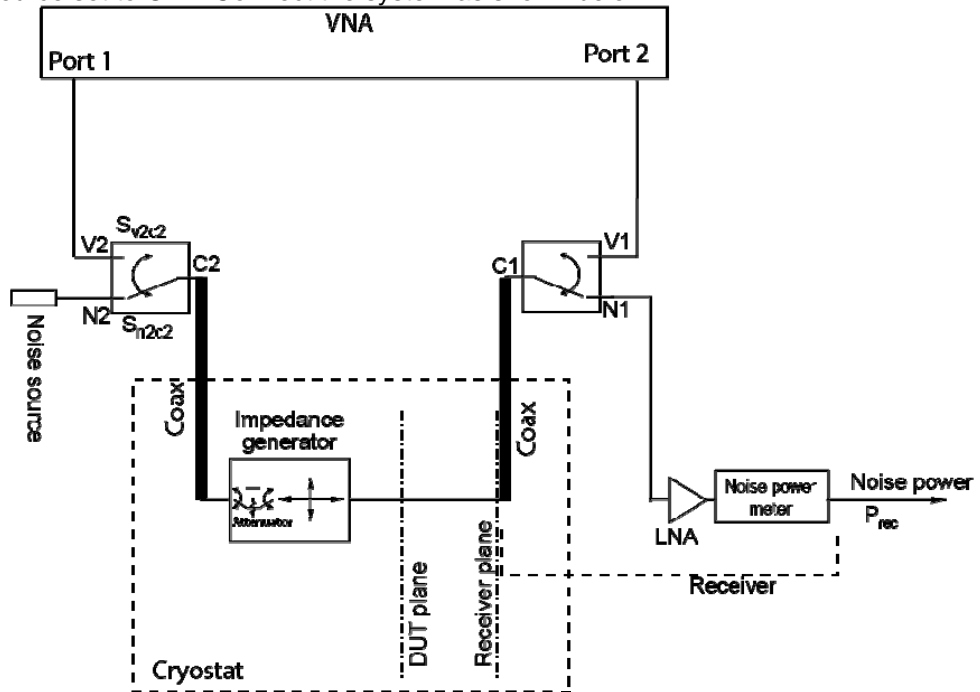 VNA
Port 1
Port 2
S_v2c2
V2
C2
N2
S_n2c2
Noise source
C1
V1
N1
Coax
Coax
Impedance
generator
Attenuator
DUT plane
Receiver plane
LNA
Noise power
meter
Noise power
P_rec
Receiver
Cryostat